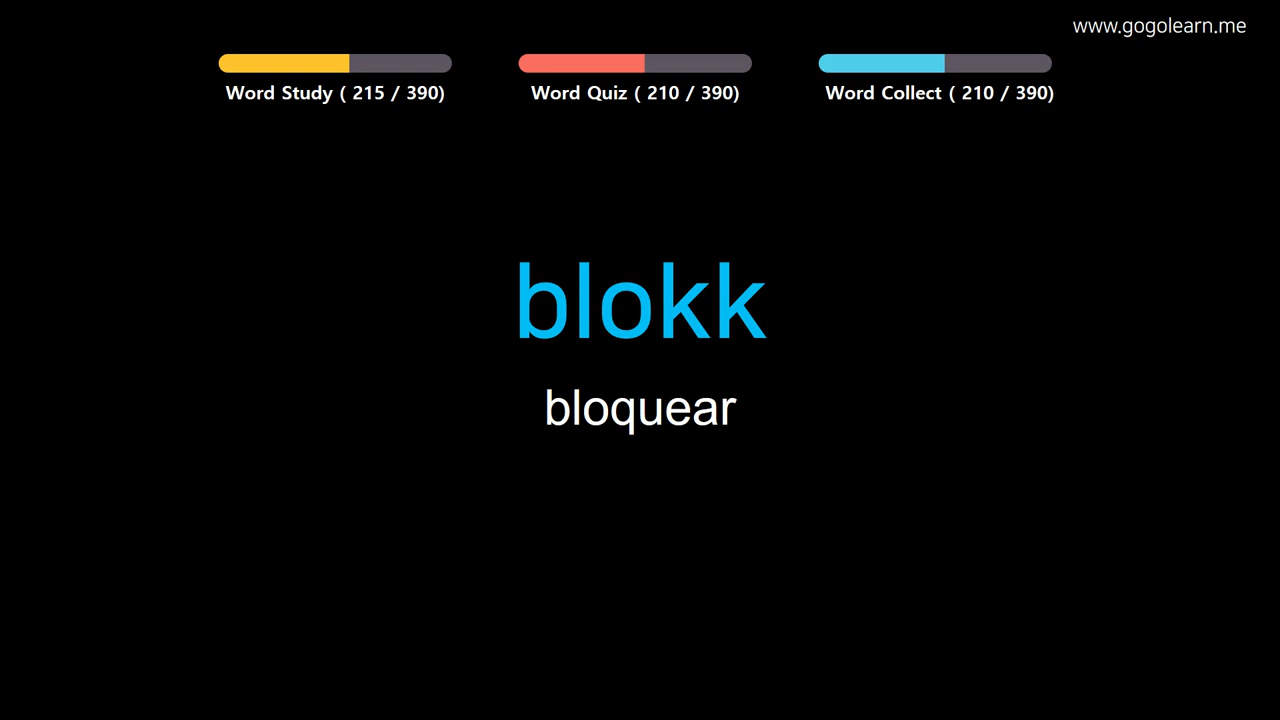 www.gogolearn.me
Word Study ( 215 / 390)
Word Quiz ( 210 / 390)
Word Collect ( 210 / 390)
blokk
bloquear